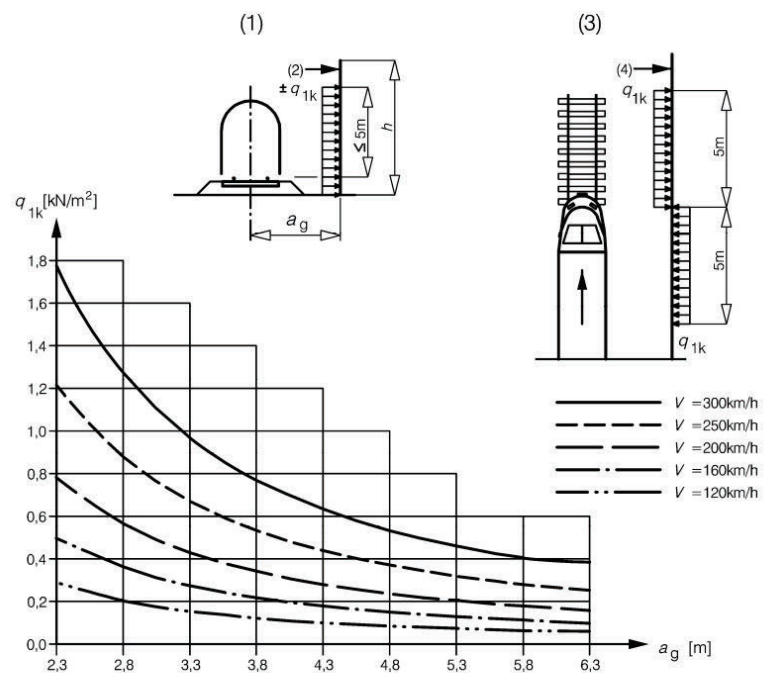 (1)
(3)
(2)
± q1k
≤ 5m
h
a g
(4)
q1k
5m
5m
q1k
q1k[kN/m²]
1,8
1,6
1,4
1,2
1,0
0,8
0,6
0,4
0,2
0,0
2,3 2,8 3,3 3,8 4,3 4,8 5,3 5,8 6,3
a g [m]
V =300km/h
V =250km/h
V =200km/h
V =160km/h
V =120km/h